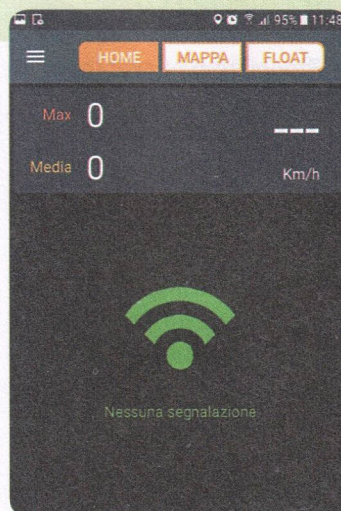 95% 11:48
HOME MAPPA FLOAT
Max 0 ---
Media 0 Km/h
Nessuna segnalazione